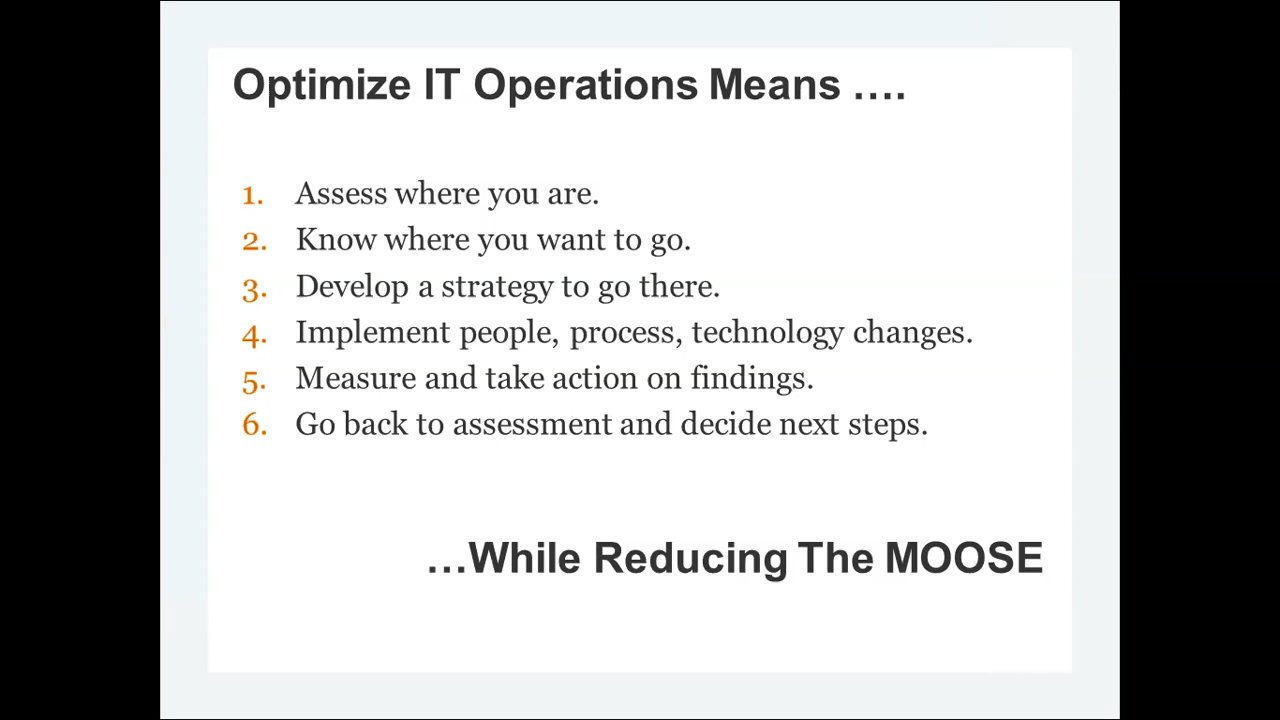 Optimize IT Operations Means ….
1. Assess where you are.
2. Know where you want to go.
3. Develop a strategy to go there.
4. Implement people, process, technology changes.
5. Measure and take action on findings.
6. Go back to assessment and decide next steps.
…While Reducing The MOOSE